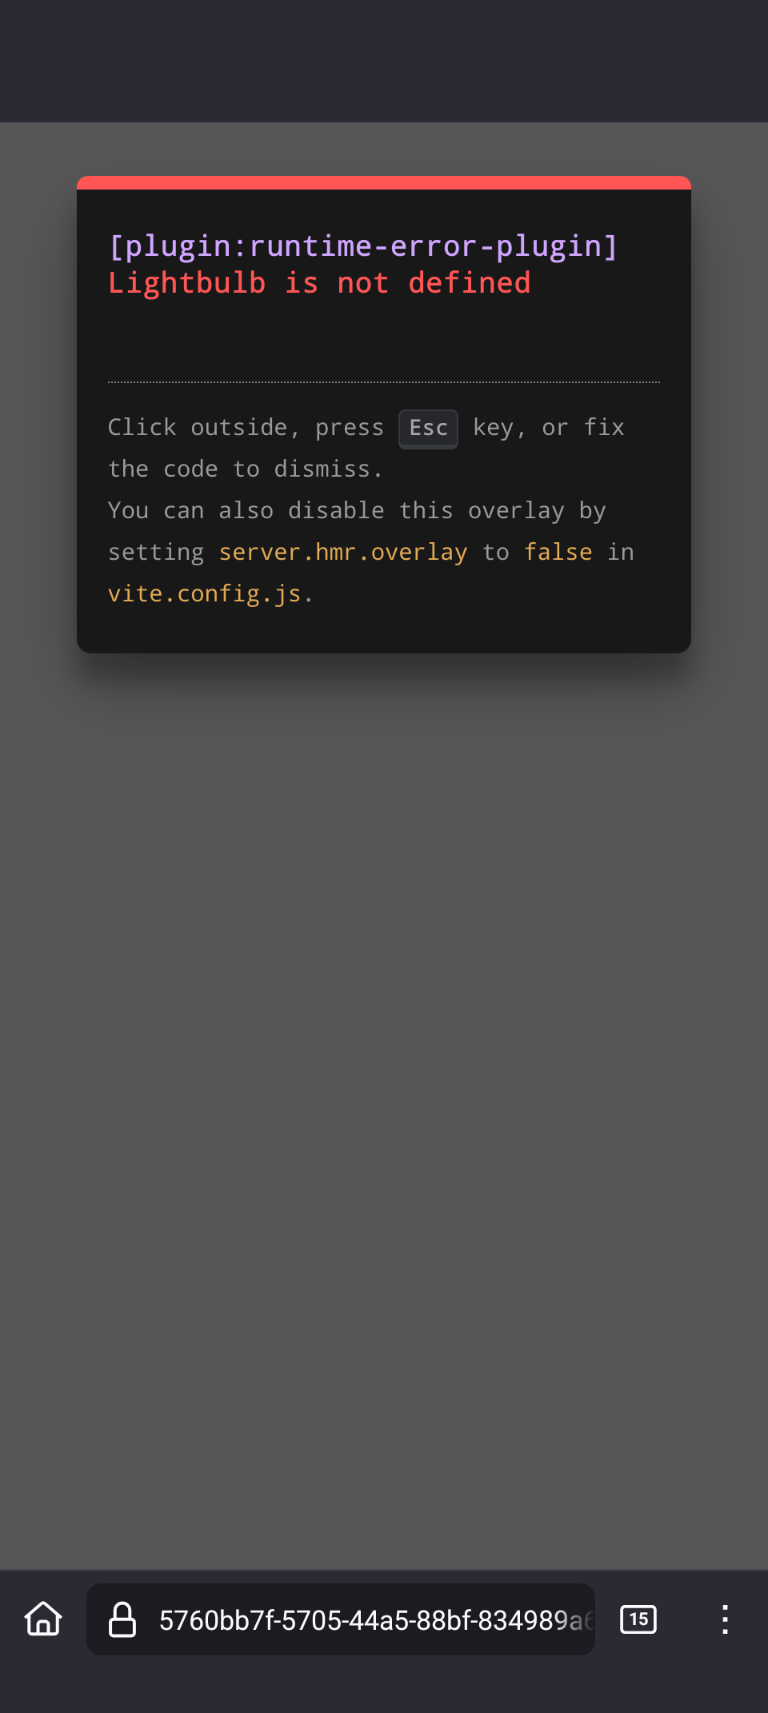 [plugin:runtime-error-plugin]
Lightbulb is not defined
Click outside, press Esc key, or fix
the code to dismiss.
You can also disable this overlay by
setting server.hmr.overlay to false in
vite.config.js.
5760bb7f-5705-44a5-88bf-834989a6
15